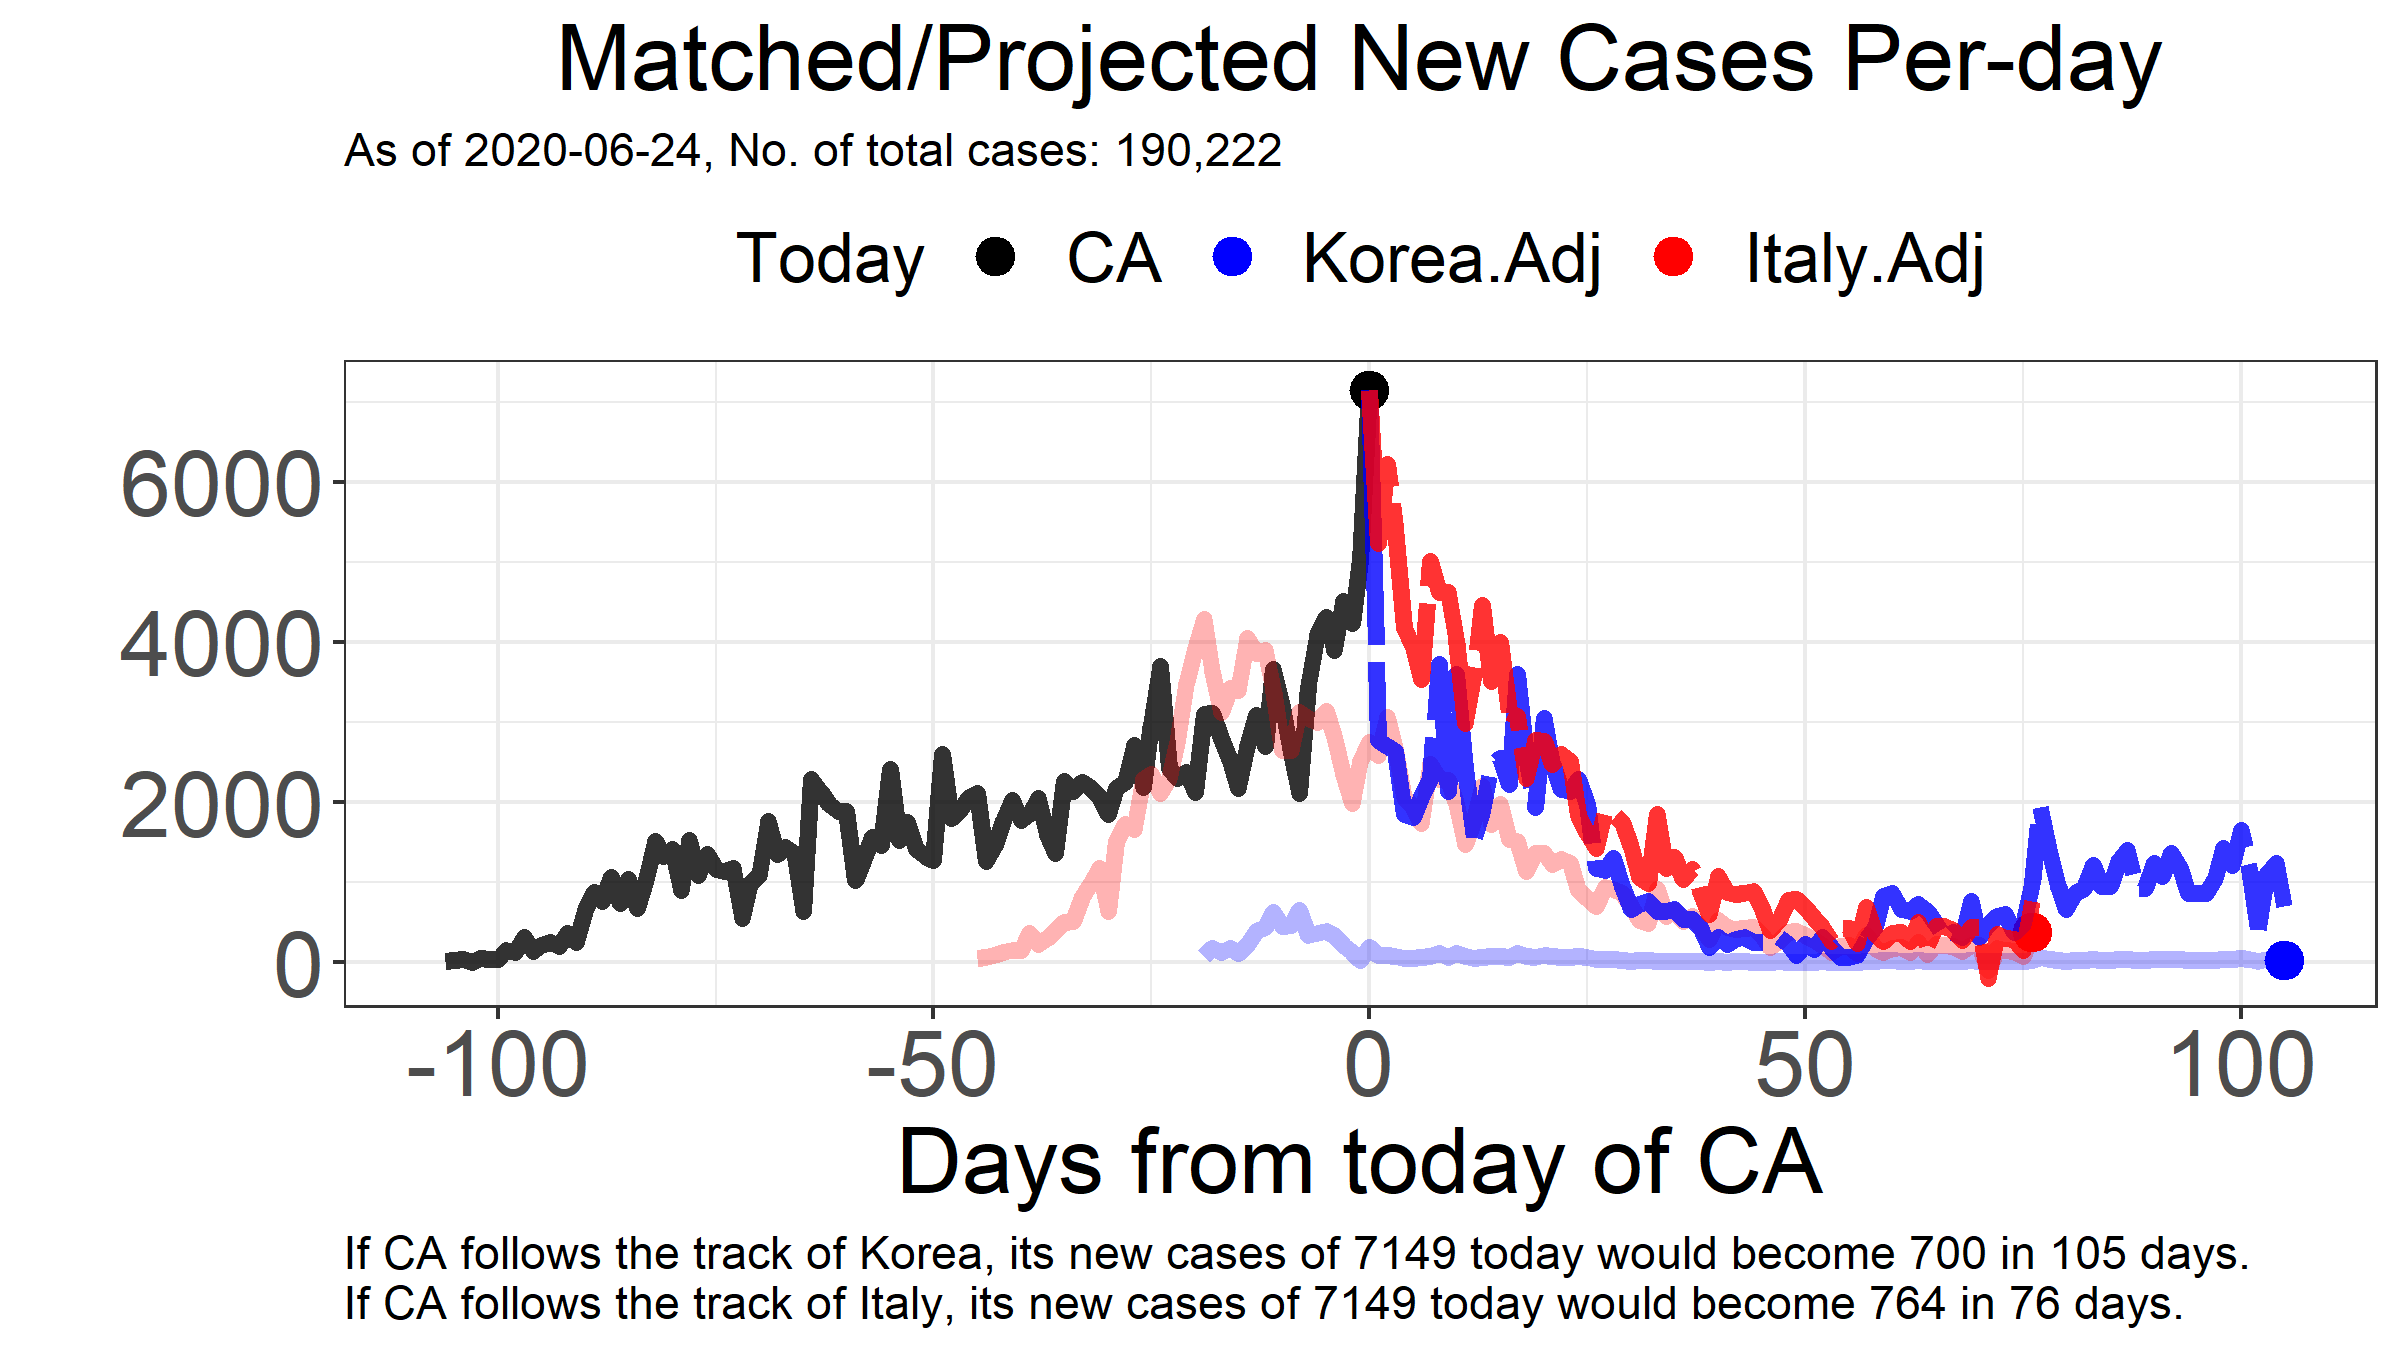 Matched/Projected New Cases Per-day
As of 2020-06-24, No. of total cases: 190,222
Today CA Korea.Adj Italy.Adj
6000
4000
2000
0
-100 -50 0 50 100
Days from today of CA
If CA follows the track of Korea, its new cases of 7149 today would become 700 in 105 days.
If CA follows the track of Italy, its new cases of 7149 today would become 764 in 76 days.